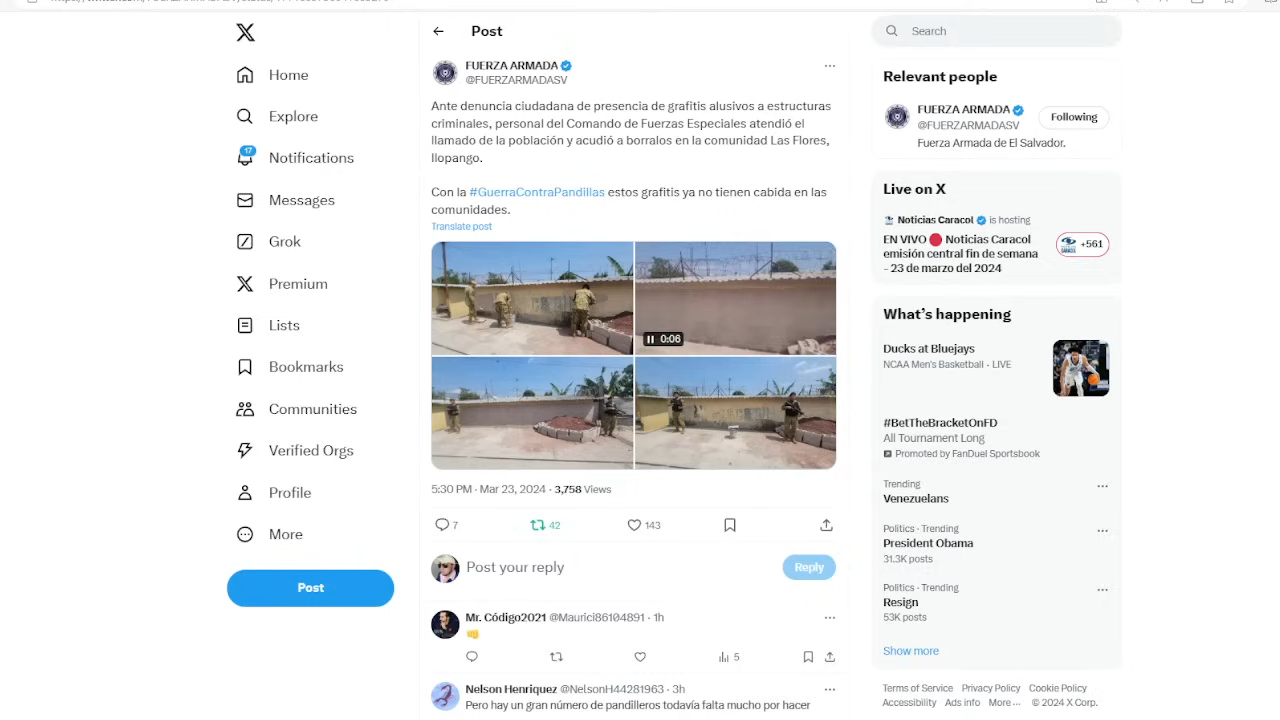 Post
FUERZA ARMADA
@FUERZARMADASV
Ante denuncia ciudadana de presencia de grafitis alusivos a estructuras
criminales, personal del Comando de Fuerzas Especiales atendió el
llamado de la población y acudió a borralos en la comunidad Las Flores,
Ilopango.
Con la #GuerraContraPandillas estos grafitis ya no tienen cabida en las
comunidades.
Translate post
0:06
5:30 PM · Mar 23, 2024 · 3,758 Views
7
42
143
Post your reply
Reply
Mr. Código2021 @Maurici86104891 · 1h
5
Nelson Henriquez @NelsonH44281963 · 3h
Pero hay un gran número de pandilleros todavía falta mucho por hacer
Home
Explore
17
Notifications
Messages
Grok
Premium
Lists
Bookmarks
Communities
Verified Orgs
Profile
More
Post
Search
Relevant people
FUERZA ARMADA
@FUERZARMADASV
Following
Fuerza Armada de El Salvador.
Live on X
Noticias Caracol is hosting
EN VIVO 🔴 Noticias Caracol
emisión central fin de semana
- 23 de marzo del 2024
+561
What's happening
Ducks at Bluejays
NCAA Men's Basketball · LIVE
#BetTheBracketOnFD
All Tournament Long
Promoted by FanDuel Sportsbook
Trending
Venezuelans
Politics · Trending
President Obama
31.3K posts
Politics · Trending
Resign
53K posts
Show more
Terms of Service Privacy Policy Cookie Policy
Accessibility Ads info More ··· © 2024 X Corp.